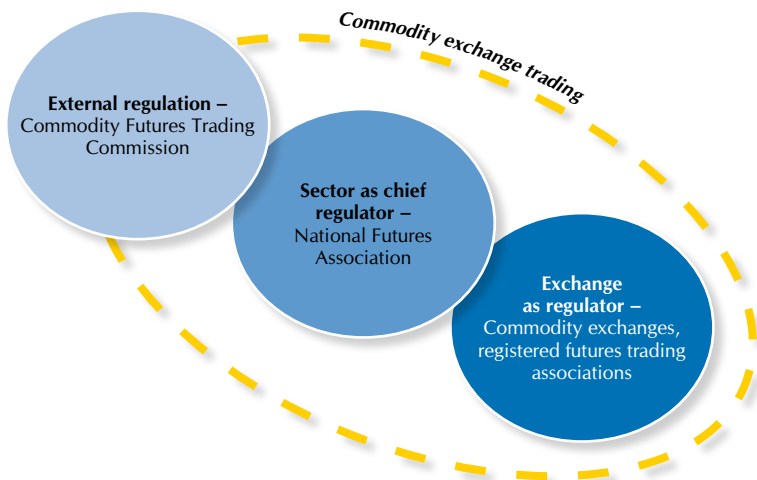 Commodity exchange trading
External regulation –
Commodity Futures Trading
Commission
Sector as chief
regulator –
National Futures
Association
Exchange
as regulator –
Commodity exchanges,
registered futures trading
associations